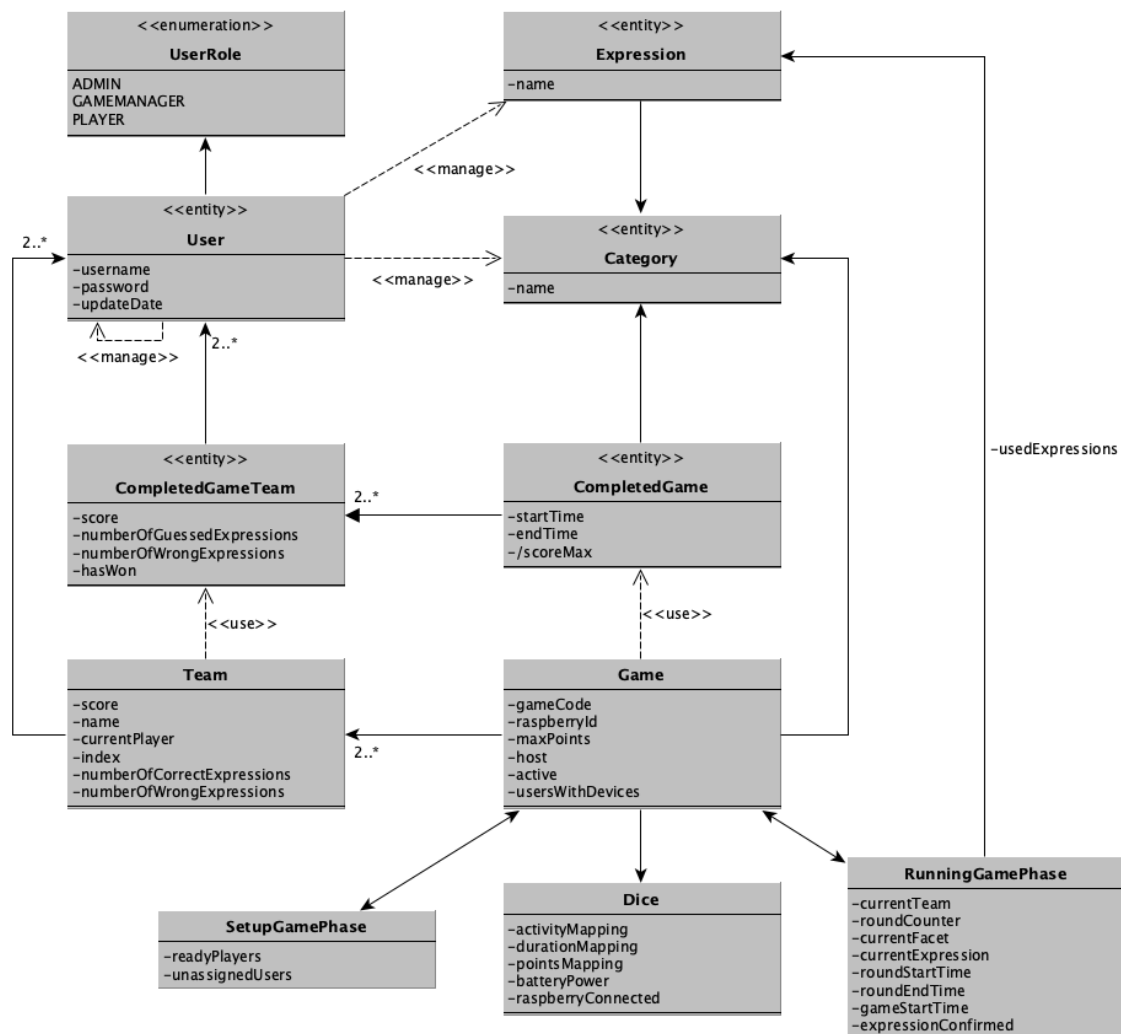 <<enumeration>>
UserRole
ADMIN
GAMEMANAGER
PLAYER
<<entity>>
Expression
-name
<<manage>>
<<entity>>
User
-username
-password
-updateDate
<<manage>>
2..*
<<manage>>
<<entity>>
Category
-name
2..*
-usedExpressions
<<entity>>
CompletedGameTeam
-score
-numberOfGuessedExpressions
-numberOfWrongExpressions
-hasWon
2..*
<<entity>>
CompletedGame
-startTime
-endTime
-/scoreMax
<<use>>
<<use>>
Team
-score
-name
-currentPlayer
-index
-numberOfCorrectExpressions
-numberOfWrongExpressions
2..*
Game
-gameCode
-raspberryId
-maxPoints
-host
-active
-usersWithDevices
SetupGamePhase
-readyPlayers
-unassignedUsers
Dice
-activityMapping
-durationMapping
-pointsMapping
-batteryPower
-raspberryConnected
RunningGamePhase
-currentTeam
-roundCounter
-currentFacet
-currentExpression
-roundStartTime
-roundEndTime
-gameStartTime
-expressionConfirmed